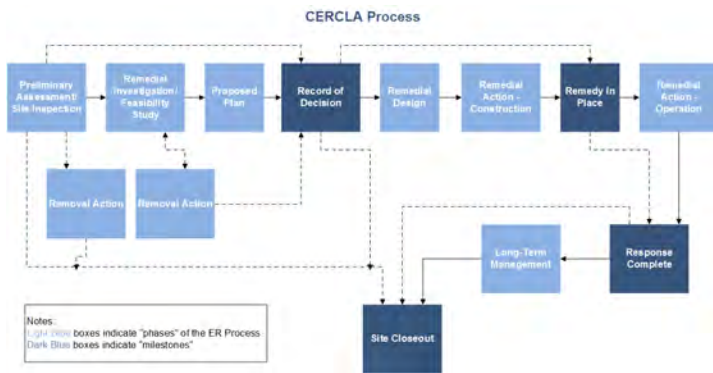 CERCLA Process
Preliminary
Assessment/
Site Inspection
Remedial
Investigation/
Feasibility
Study
Proposed
Plan
Record of
Decision
Remedial
Design
Remedial
Action -
Construction
Remedy In
Place
Remedial
Action -
Operation
Removal Action
Removal Action
Long-Term
Management
Response
Complete
Site Closeout
Notes:
Light Blue boxes indicate "phases" of the ER Process
Dark Blue boxes indicate "milestones"